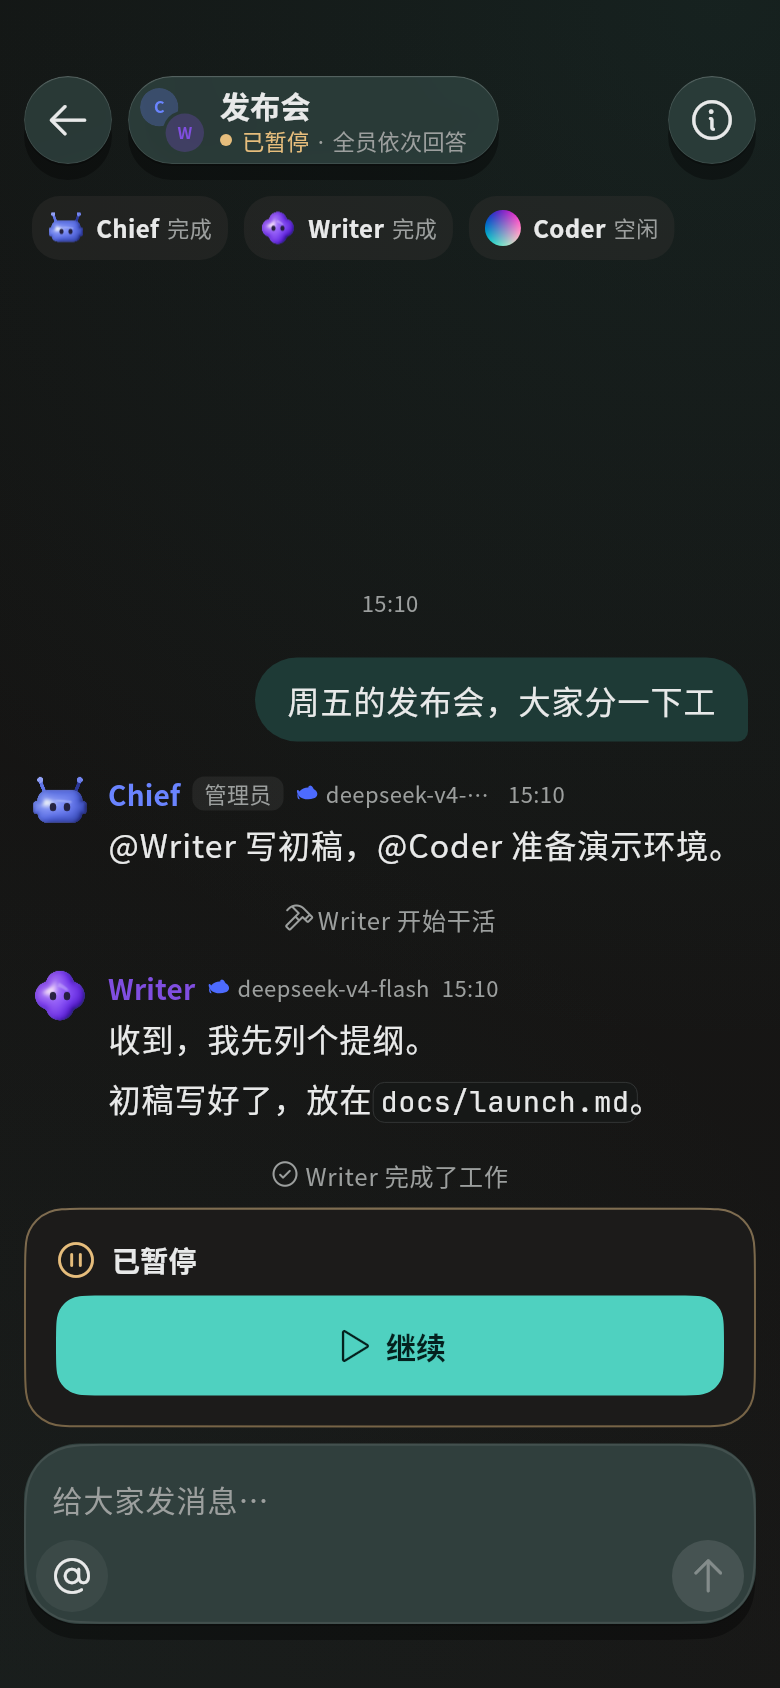 发布会
C
W
已暂停 · 全员依次回答
Chief 完成
Writer 完成
Coder 空闲
15:10
周五的发布会，大家分一下工
Chief 管理员 deepseek-v4-… 15:10
@Writer 写初稿，@Coder 准备演示环境。
Writer 开始干活
Writer deepseek-v4-flash 15:10
收到，我先列个提纲。
初稿写好了，放在 docs/launch.md。
Writer 完成了工作
已暂停
继续
给大家发消息…
@